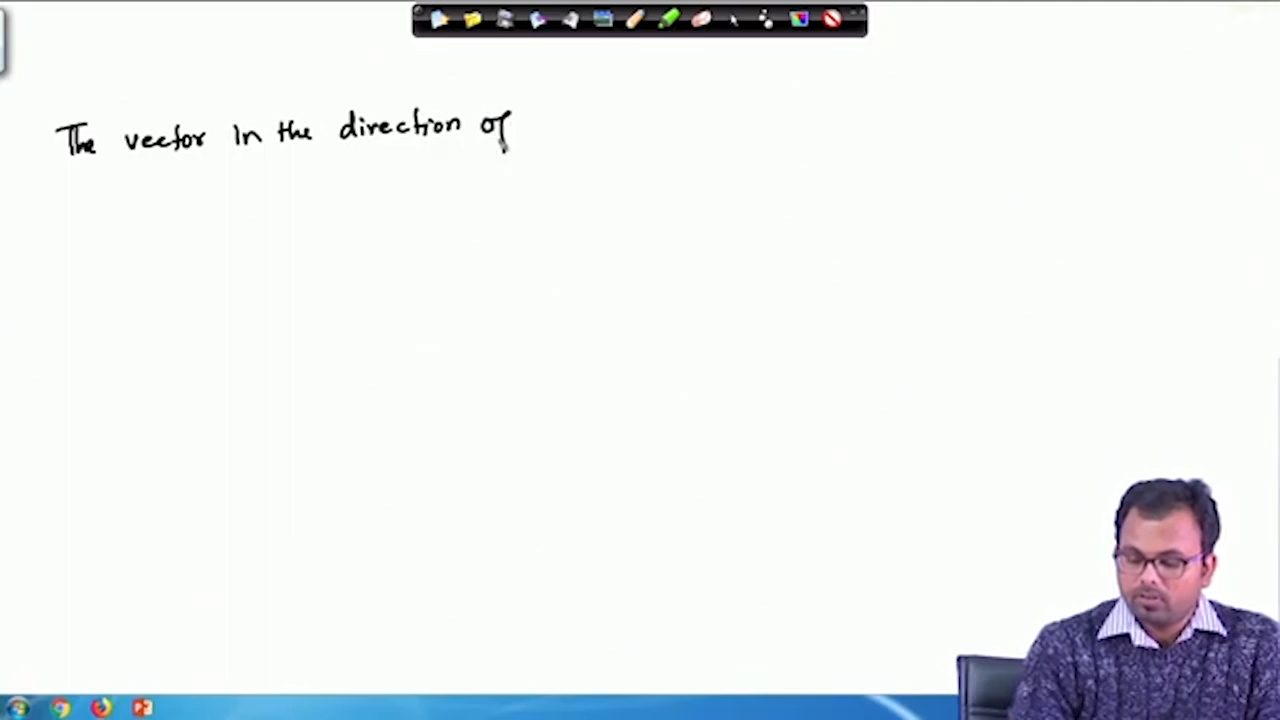 The vector in the direction of